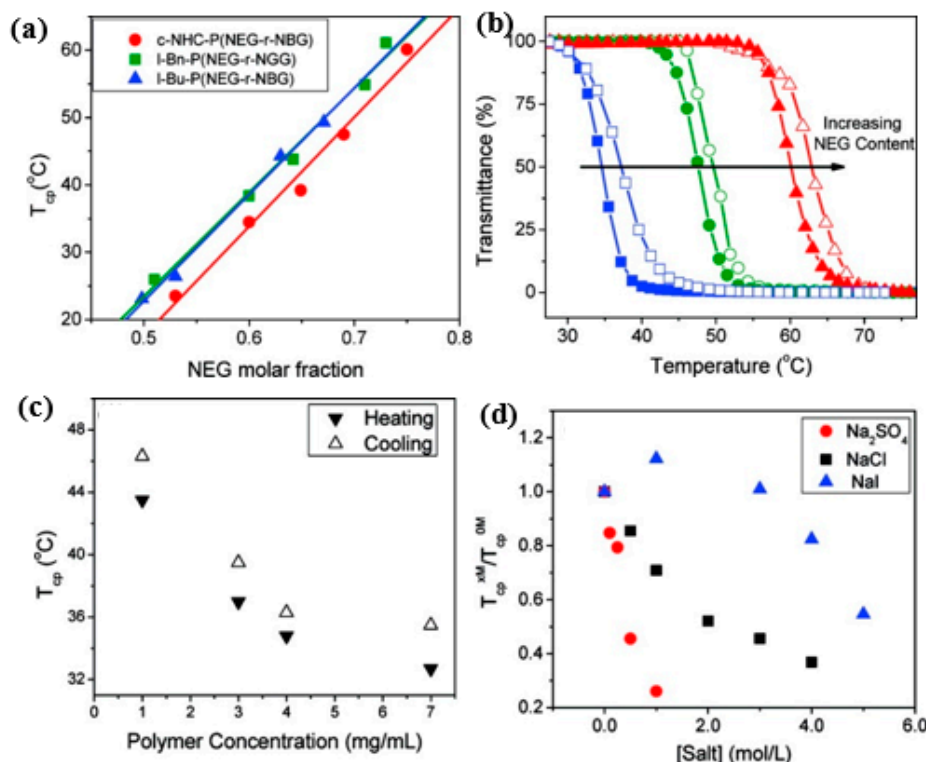 (a)
c-NHC-P(NEG-r-NBG)
l-Bn-P(NEG-r-NGG)
l-Bu-P(NEG-r-NBG)
60
50
40
30
20
T_cp(°C)
0.5 0.6 0.7 0.8
NEG molar fraction
(b)
100
75
50
25
0
Transmittance (%)
Increasing
NEG Content
30 40 50 60 70
Temperature (°C)
(c)
Heating
Cooling
48
44
40
36
32
T_cp (°C)
0 1 2 3 4 5 6 7
Polymer Concentration (mg/mL)
(d)
Na₂SO₄
NaCl
NaI
1.2
1.0
0.8
0.6
0.4
0.2
T_cp^xM/T_cp^0M
0.0 2.0 4.0 6.0
[Salt] (mol/L)